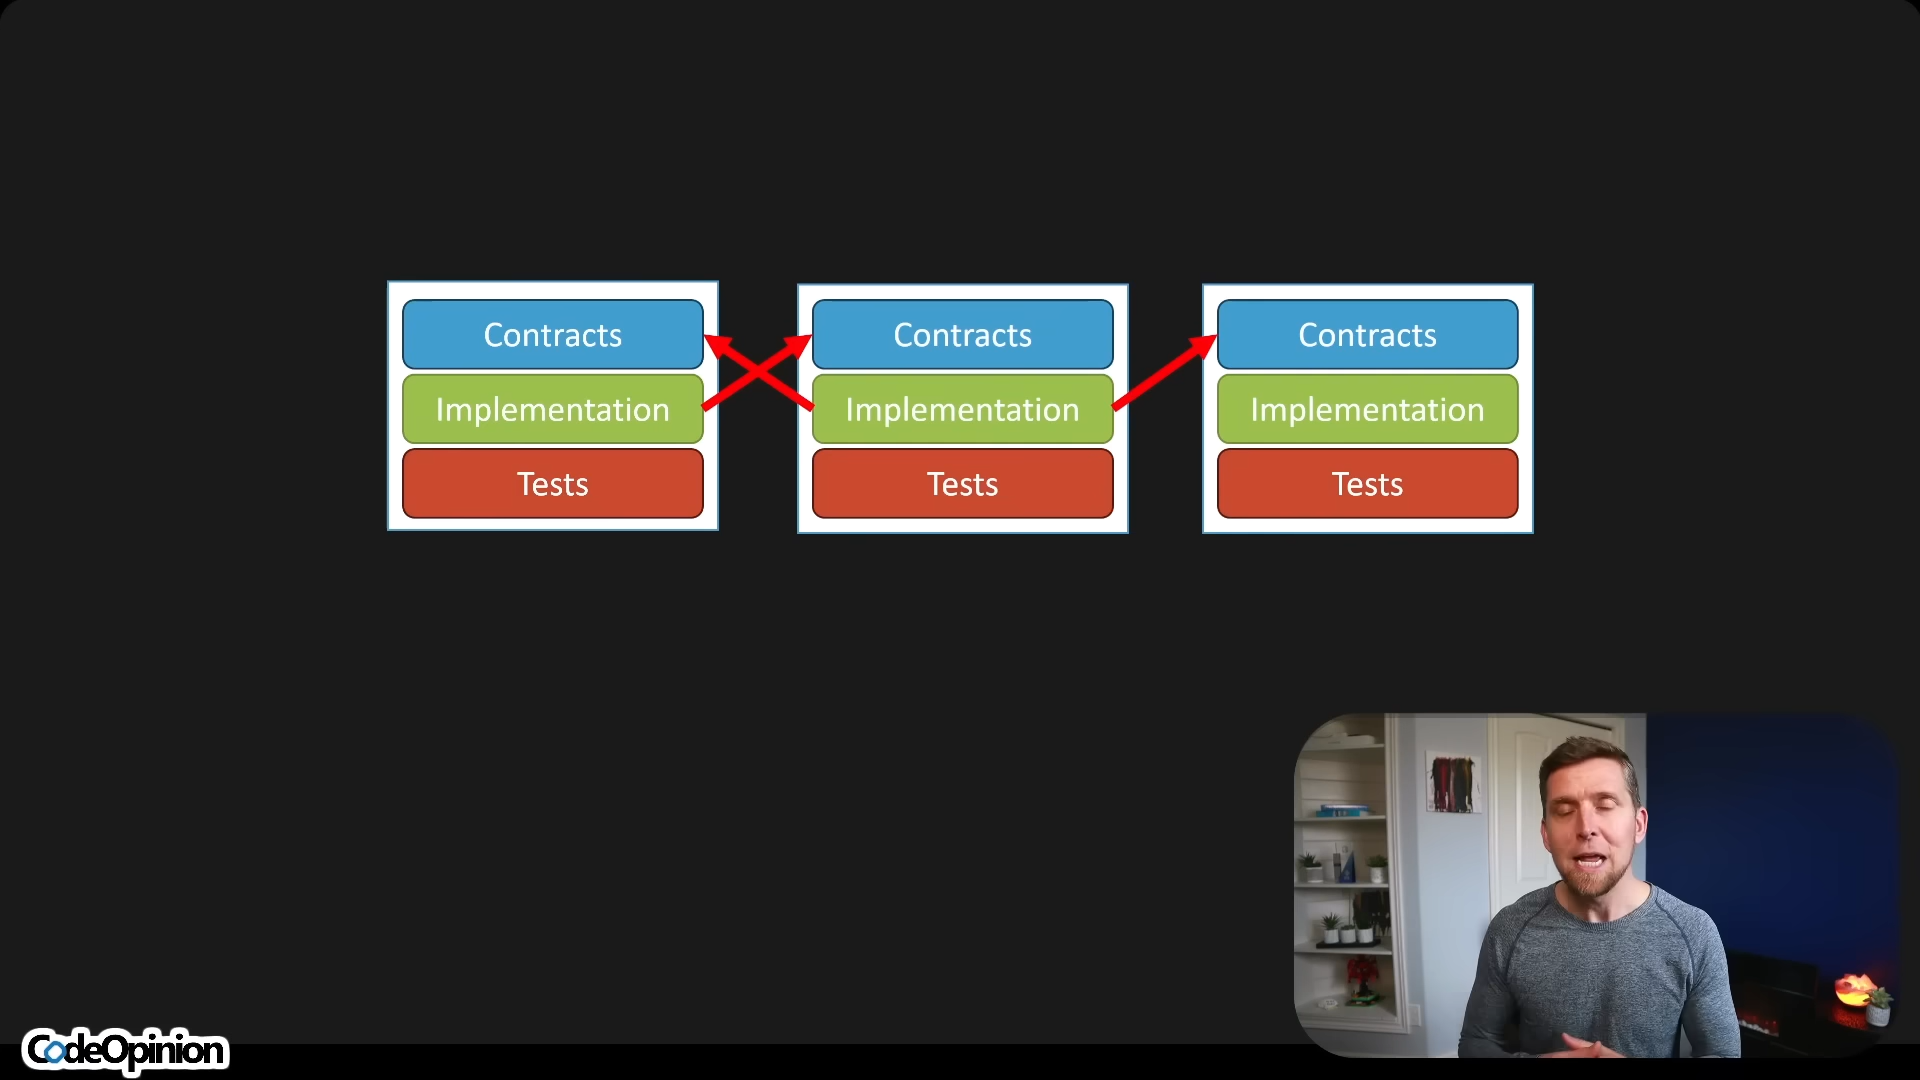 Contracts
Implementation
Tests
Contracts
Implementation
Tests
Contracts
Implementation
Tests
CodeOpinion